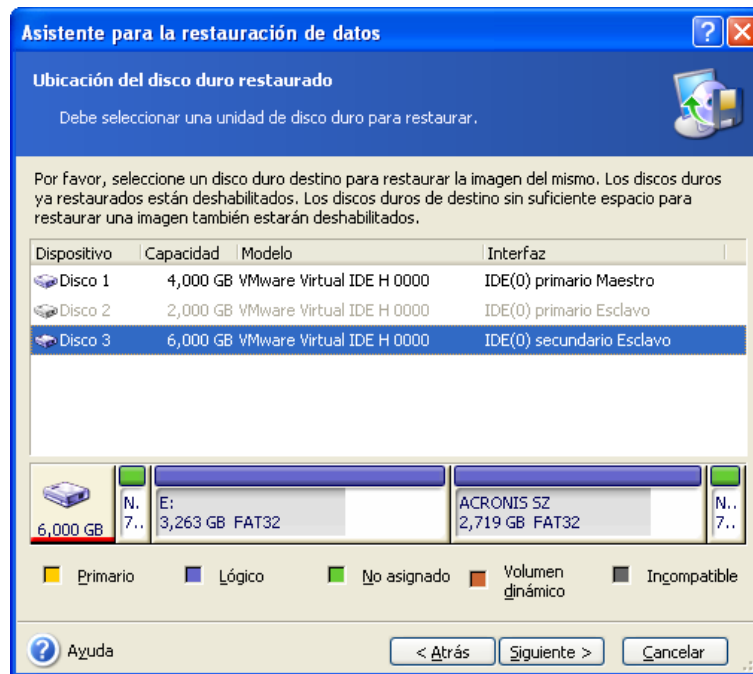 Asistente para la restauración de datos
Ubicación del disco duro restaurado
Debe seleccionar una unidad de disco duro para restaurar.
Por favor, seleccione un disco duro destino para restaurar la imagen del mismo. Los discos duros
ya restaurados están deshabilitados. Los discos duros de destino sin suficiente espacio para
restaurar una imagen también estarán deshabilitados.
Dispositivo Capacidad Modelo Interfaz
Disco 1 4,000 GB VMware Virtual IDE H 0000 IDE(0) primario Maestro
Disco 2 2,000 GB VMware Virtual IDE H 0000 IDE(0) primario Esclavo
Disco 3 6,000 GB VMware Virtual IDE H 0000 IDE(0) secundario Esclavo
6,000 GB
N.
7..
E:
3,263 GB FAT32
ACRONIS SZ
2,719 GB FAT32
N..
7..
Primario Lógico No asignado Volumen dinámico Incompatible
Ayuda < Atrás Siguiente > Cancelar